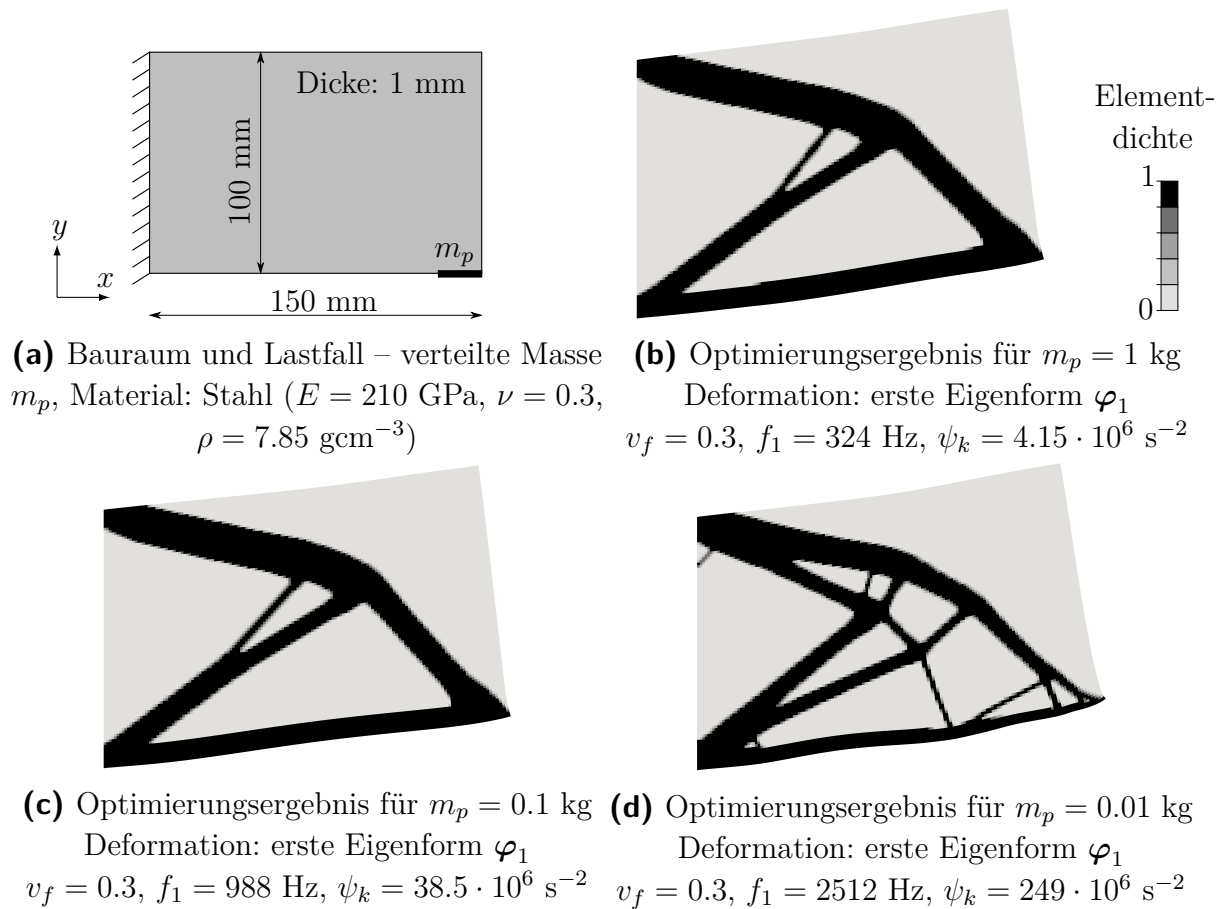 Dicke: 1 mm
100 mm
y
x
m_p
150 mm
Element-
dichte
1
0
(a) Bauraum und Lastfall – verteilte Masse
m_p, Material: Stahl (E = 210 GPa, ν = 0.3,
ρ = 7.85 gcm⁻³)
(b) Optimierungsergebnis für m_p = 1 kg
Deformation: erste Eigenform φ₁
v_f = 0.3, f₁ = 324 Hz, ψ_k = 4.15 · 10⁶ s⁻²
(c) Optimierungsergebnis für m_p = 0.1 kg
Deformation: erste Eigenform φ₁
v_f = 0.3, f₁ = 988 Hz, ψ_k = 38.5 · 10⁶ s⁻²
(d) Optimierungsergebnis für m_p = 0.01 kg
Deformation: erste Eigenform φ₁
v_f = 0.3, f₁ = 2512 Hz, ψ_k = 249 · 10⁶ s⁻²